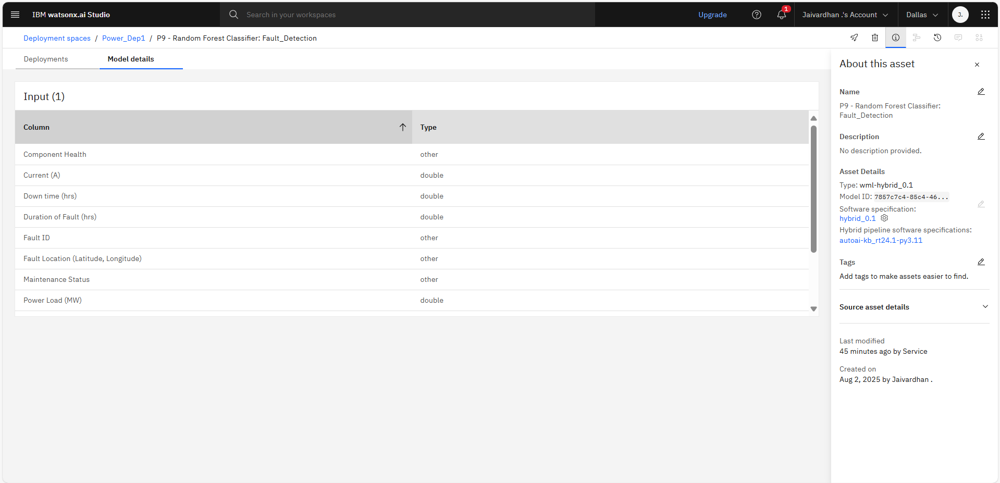 IBM watsonx.ai Studio
Search in your workspaces
Upgrade
1
Jaivardhan .'s Account
Dallas
J.
Deployment spaces / Power_Dep1 / P9 - Random Forest Classifier: Fault_Detection
Deployments
Model details
Input (1)
Column
Type
Component Health
other
Current (A)
double
Down time (hrs)
double
Duration of Fault (hrs)
double
Fault ID
other
Fault Location (Latitude, Longitude)
other
Maintenance Status
other
Power Load (MW)
double
About this asset
Name
P9 - Random Forest Classifier:
Fault_Detection
Description
No description provided.
Asset Details
Type: wml-hybrid_0.1
Model ID: 7857c7c4-85c4-46...
Software specification:
hybrid_0.1
Hybrid pipeline software specifications:
autoai-kb_rt24.1-py3.11
Tags
Add tags to make assets easier to find.
Source asset details
Last modified
45 minutes ago by Service
Created on
Aug 2, 2025 by Jaivardhan .